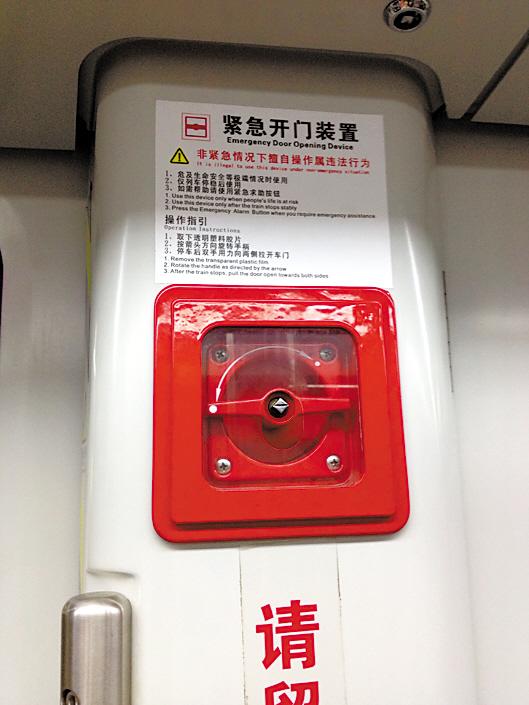 紧急开门装置
Emergency Door Opening Device
非紧急情况下擅自操作属违法行为
It is illegal to use this device under non-emergency situation
1、危及生命安全等极端情况时使用
2、仅列车停稳后使用
3、如需帮助请使用紧急求助按钮
1. Use this device only when people's life is at risk
2. Use this device only after the train stops stably
3. Press the Emergency Alarm Button when you require emergency assistance
操作指引
Operation Instructions
1、取下透明塑料胶片
2、按箭头方向旋转手柄
3、停车后双手用力向两侧拉开车门
1. Remove the transparent plastic film
2. Rotate the handle as directed by the arrow
3. After the train stops, pull the door open towards both sides
请
留